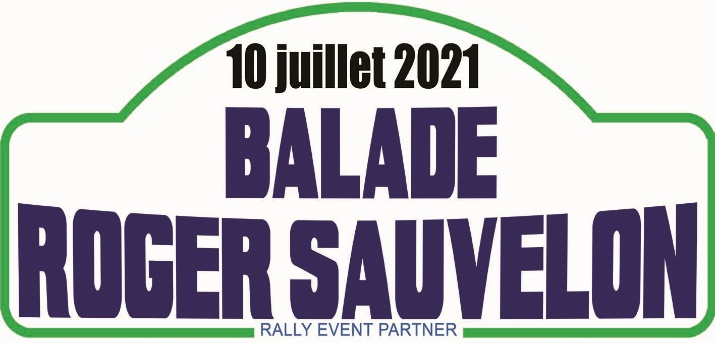 10 juillet 2021
BALADE
ROGER SAUVELON
RALLY EVENT PARTNER